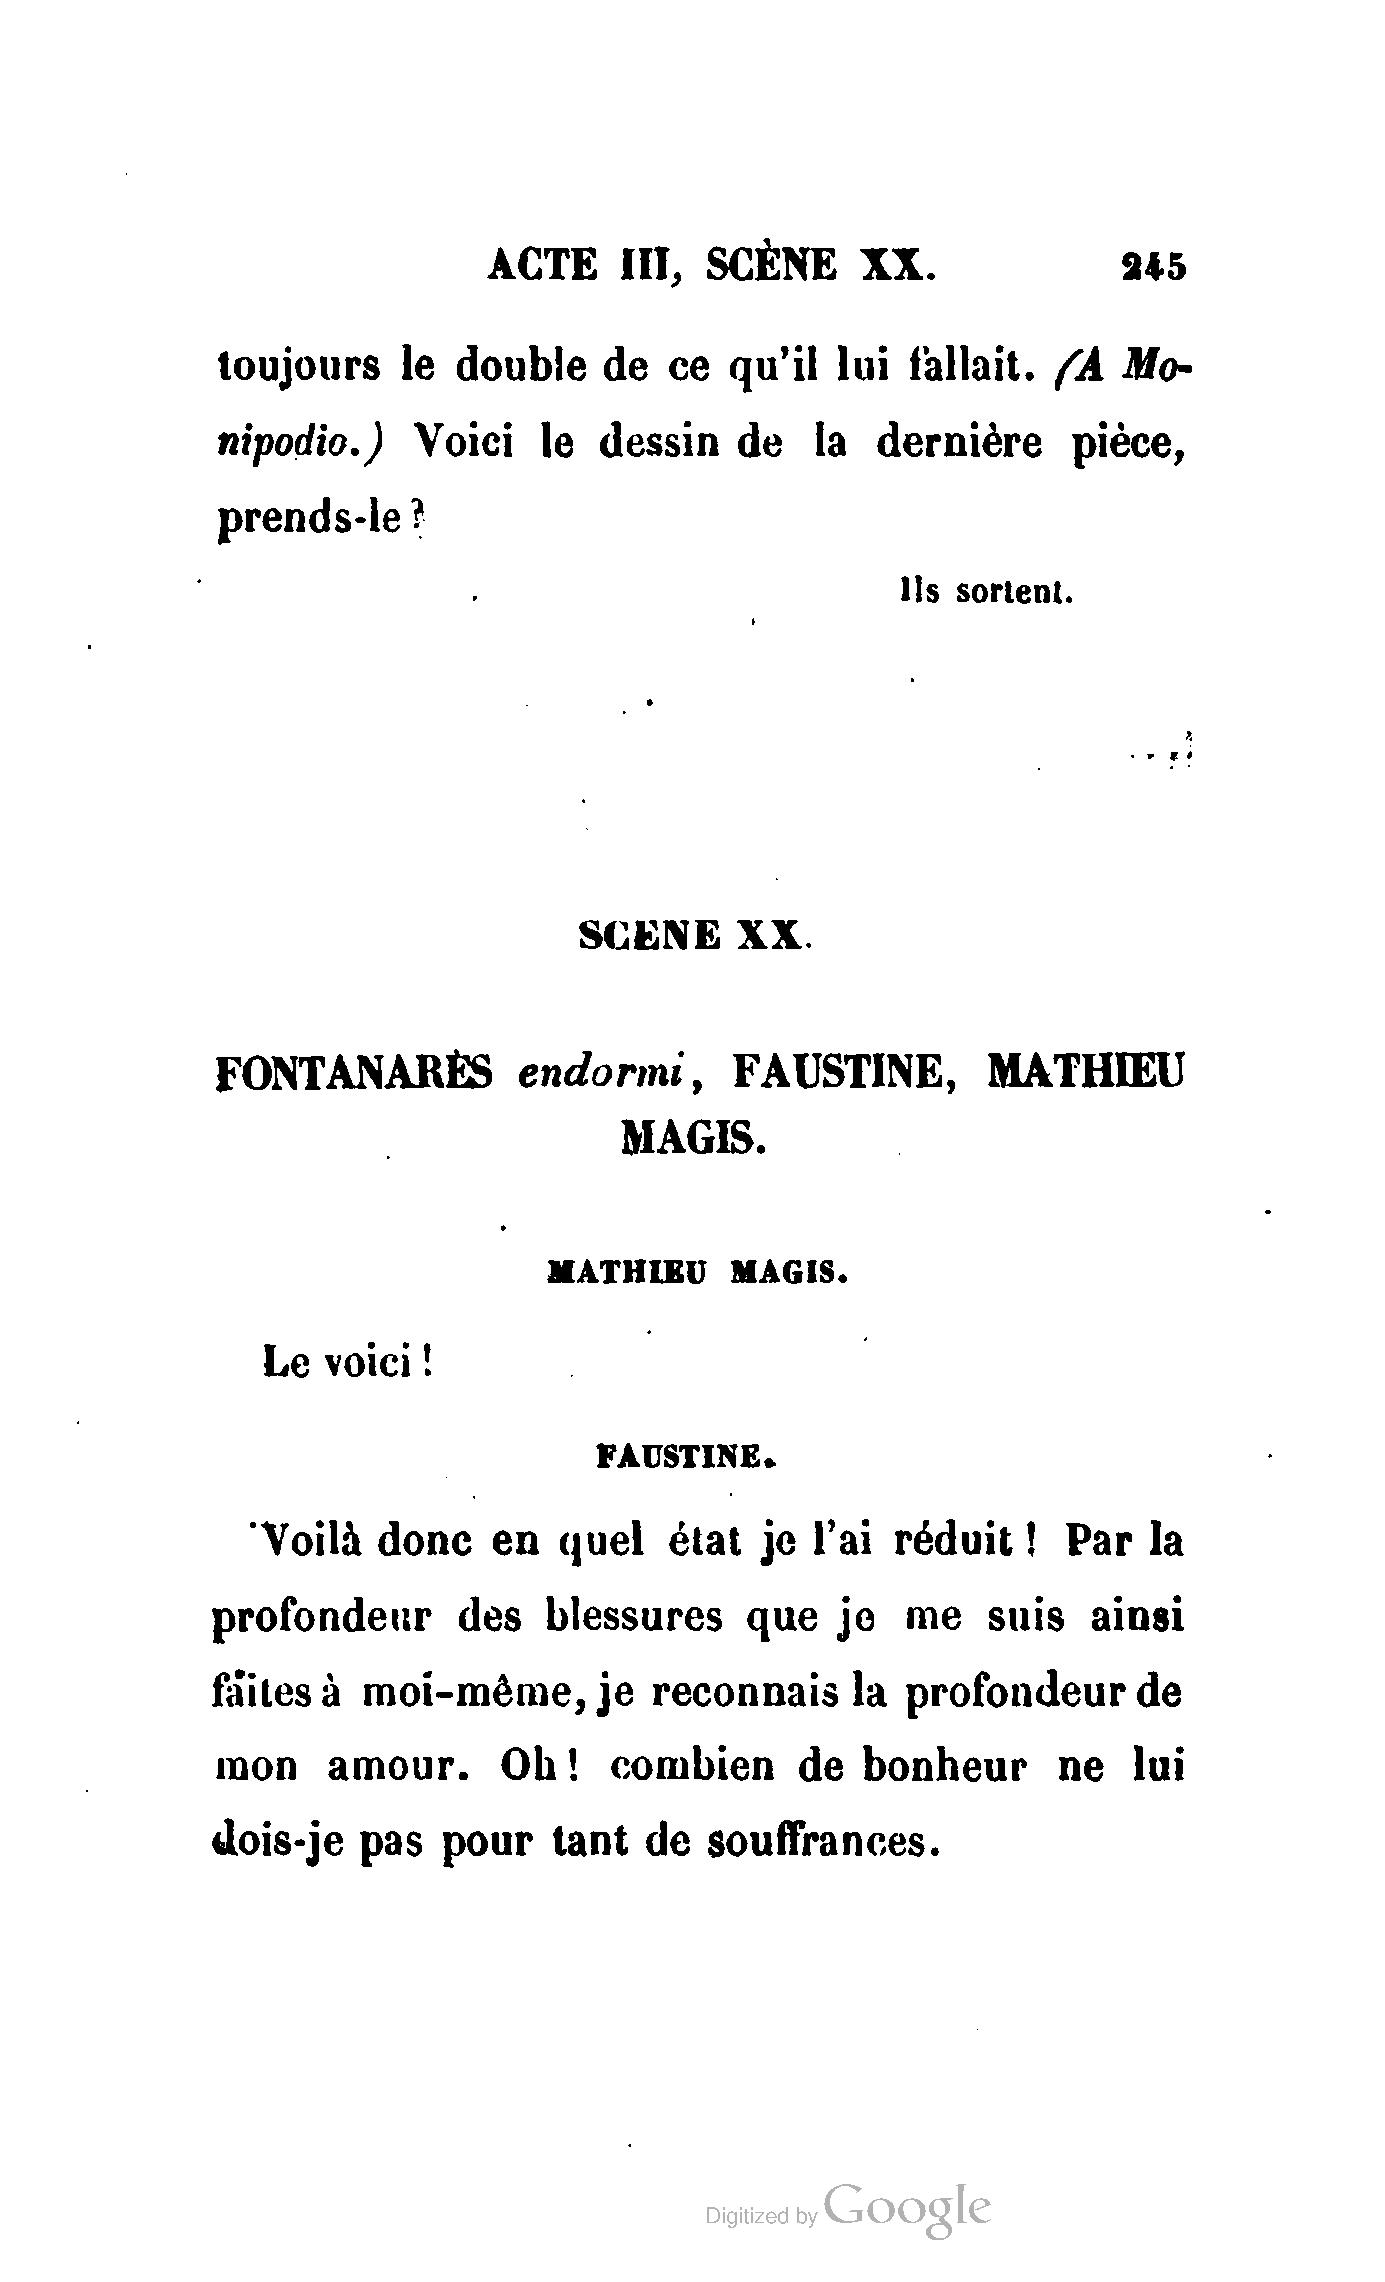 ACTE III, SCÈNE XX. 245
toujours le double de ce qu'il lui fallait. (A Mo-
nipodio.) Voici le dessin de la dernière pièce,
prends-le?
Ils sortent.
SCENE XX.
FONTANARÈS endormi, FAUSTINE, MATHIEU
MAGIS.
MATHIEU MAGIS.
Le voici!
FAUSTINE.
Voilà donc en quel état je l'ai réduit! Par la
profondeur des blessures que je me suis ainsi
faites à moi-même, je reconnais la profondeur de
mon amour. Oh! combien de bonheur ne lui
dois-je pas pour tant de souffrances.
Digitized by Google